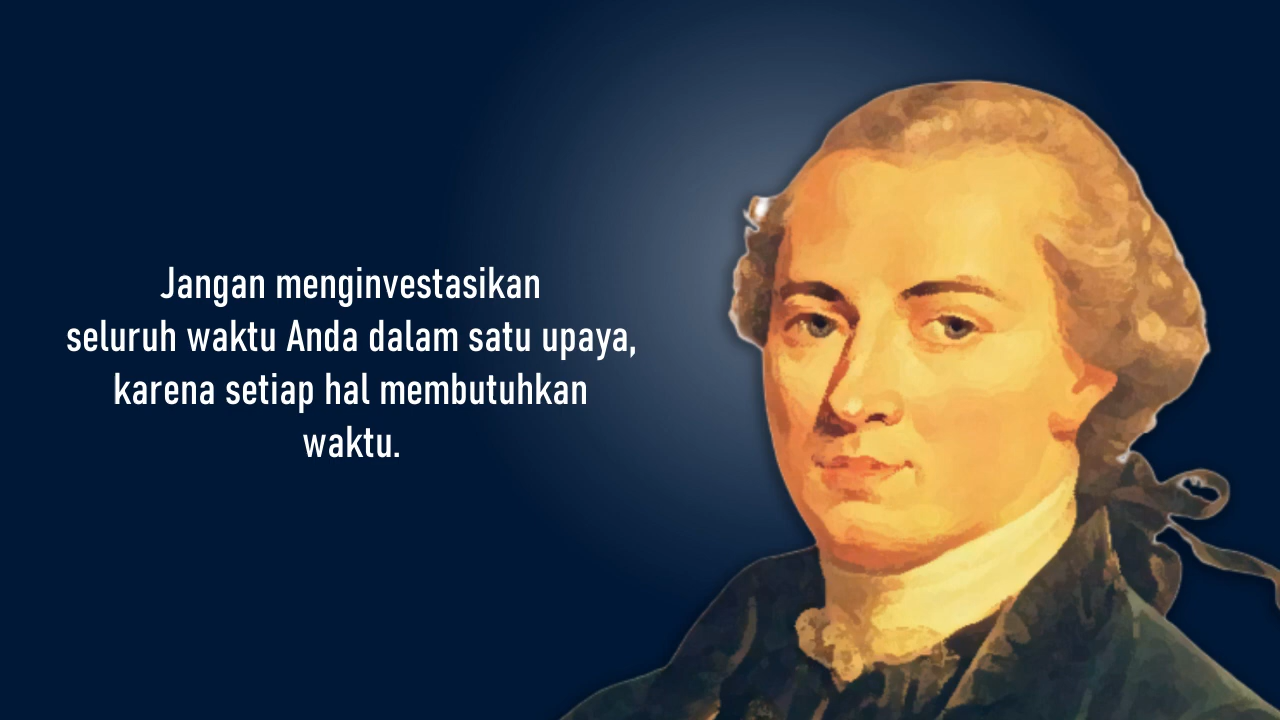 Jangan menginvestasikan
seluruh waktu Anda dalam satu upaya,
karena setiap hal membutuhkan
waktu.